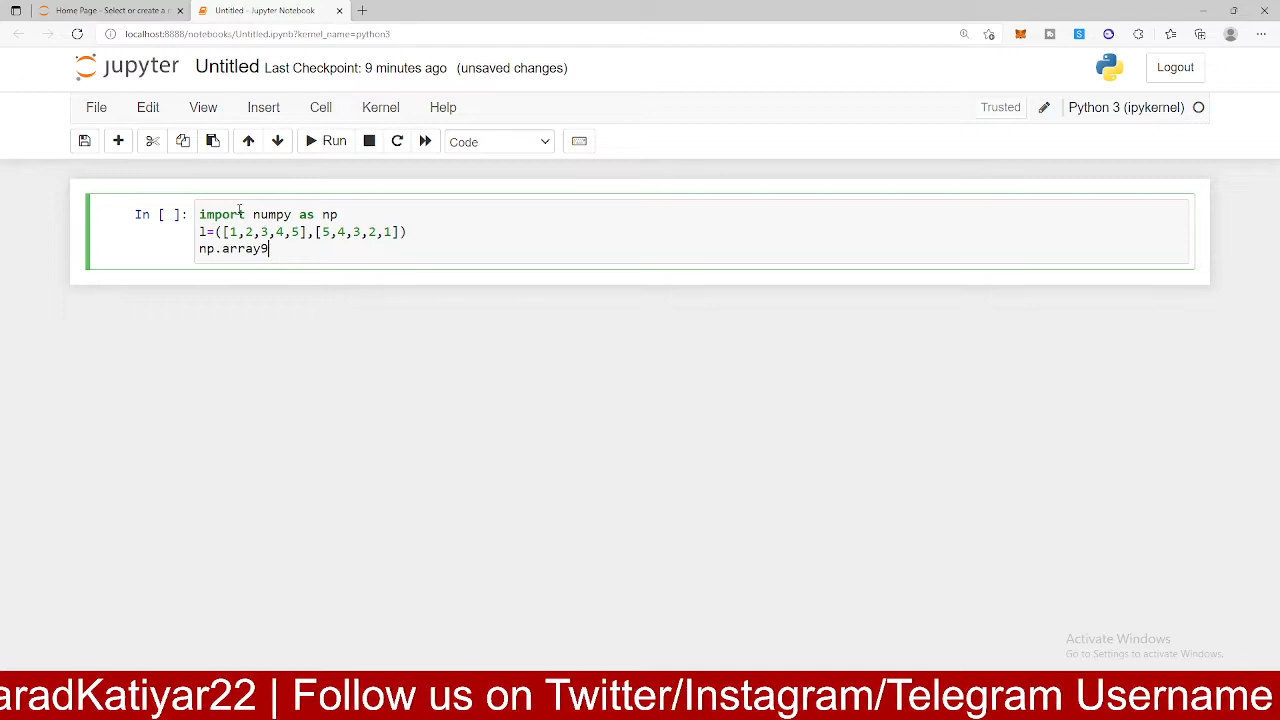 Home Page - Select or create a n
Untitled - Jupyter Notebook
localhost:8888/notebooks/Untitled.ipynb?kernel_name=python3
jupyter Untitled Last Checkpoint: 9 minutes ago (unsaved changes)
Logout
File Edit View Insert Cell Kernel Help
Trusted Python 3 (ipykernel)
Run Code
In [ ]: import numpy as np
l=([1,2,3,4,5],[5,4,3,2,1])
np.array9
Activate Windows
Go to Settings to activate Windows.
aradKatiyar22 | Follow us on Twitter/Instagram/Telegram Username